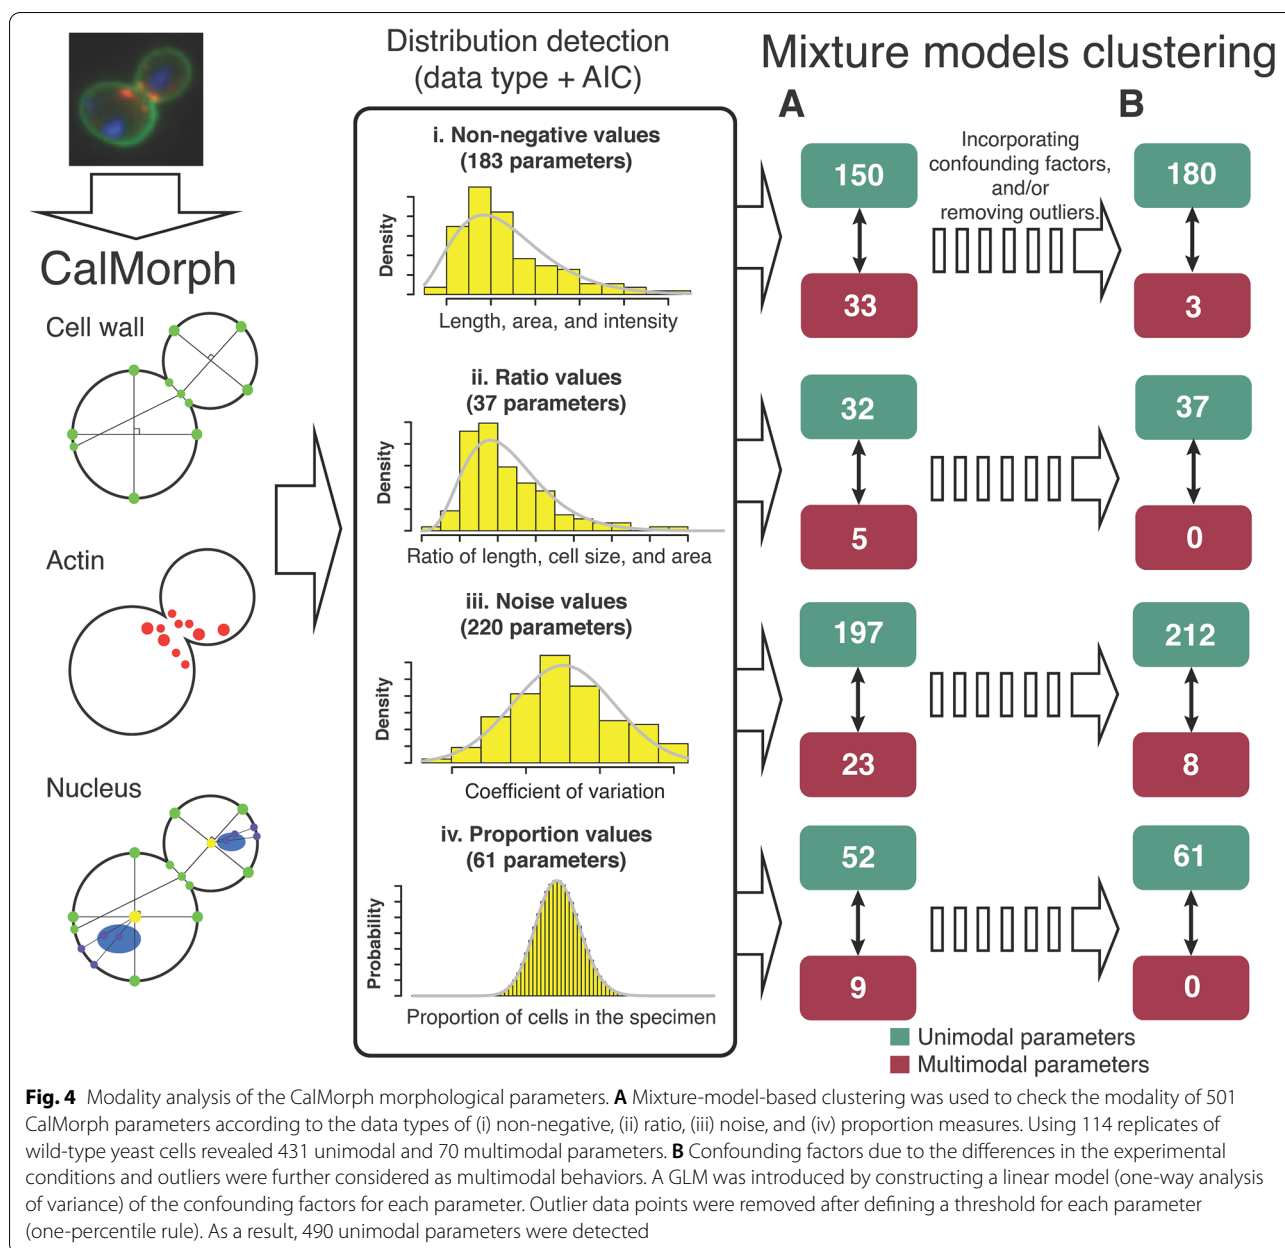 Distribution detection
(data type + AIC)
Mixture models clustering
A
B
CalMorph
Cell wall
Actin
Nucleus
i. Non-negative values
(183 parameters)
Density
Length, area, and intensity
ii. Ratio values
(37 parameters)
Density
Ratio of length, cell size, and area
iii. Noise values
(220 parameters)
Density
Coefficient of variation
iv. Proportion values
(61 parameters)
Probability
Proportion of cells in the specimen
150
33
Incorporating
confounding factors,
and/or
removing outliers.
180
3
32
5
37
0
197
23
212
8
52
9
61
0
Unimodal parameters
Multimodal parameters
Fig. 4 Modality analysis of the CalMorph morphological parameters. A Mixture-model-based clustering was used to check the modality of 501
CalMorph parameters according to the data types of (i) non-negative, (ii) ratio, (iii) noise, and (iv) proportion measures. Using 114 replicates of
wild-type yeast cells revealed 431 unimodal and 70 multimodal parameters. B Confounding factors due to the differences in the experimental
conditions and outliers were further considered as multimodal behaviors. A GLM was introduced by constructing a linear model (one-way analysis
of variance) of the confounding factors for each parameter. Outlier data points were removed after defining a threshold for each parameter
(one-percentile rule). As a result, 490 unimodal parameters were detected